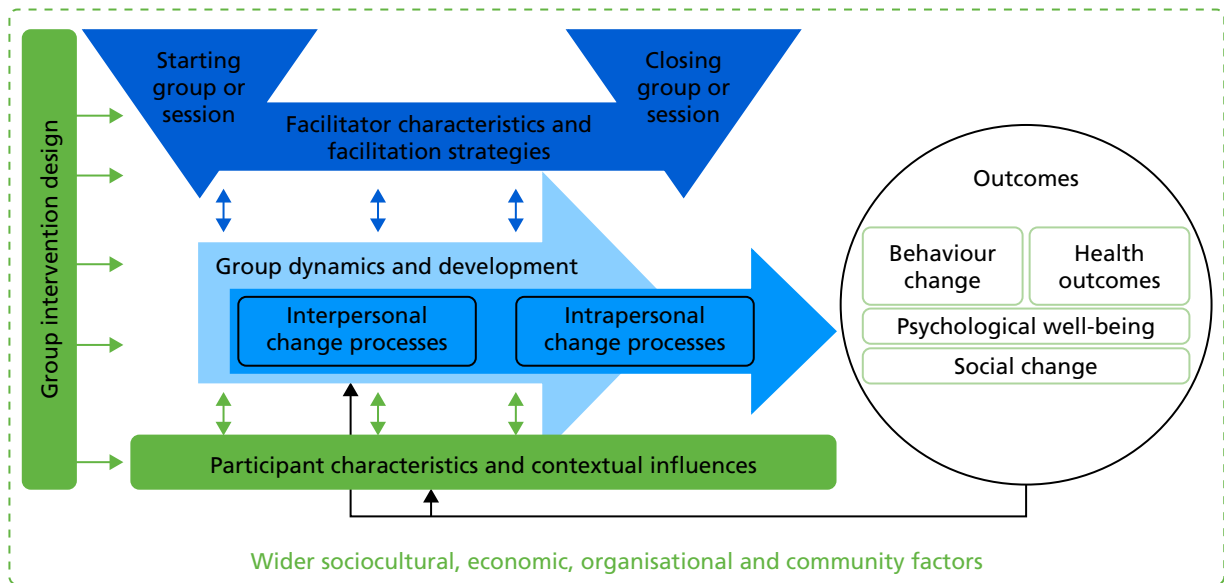 Group intervention design
Starting
group or
session
Closing
group or
session
Facilitator characteristics and
facilitation strategies
Group dynamics and development
Interpersonal
change processes
Intrapersonal
change processes
Participant characteristics and contextual influences
Outcomes
Behaviour
change
Health
outcomes
Psychological well-being
Social change
Wider sociocultural, economic, organisational and community factors